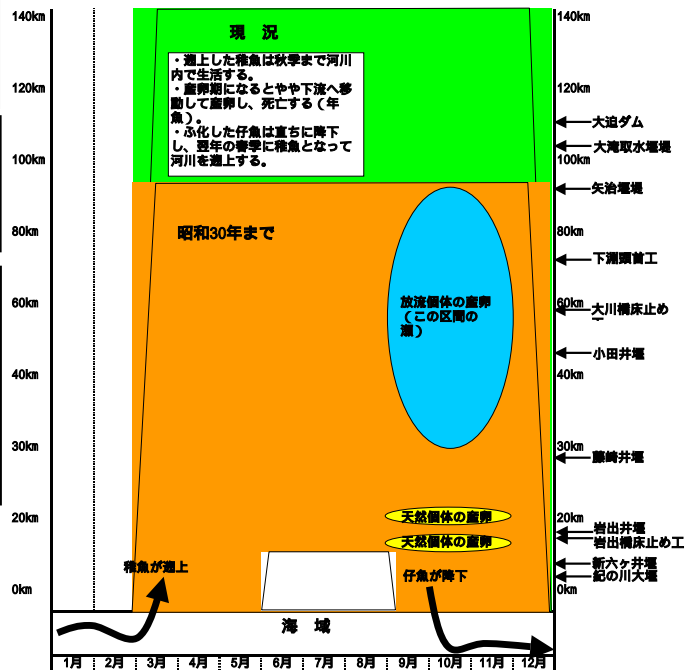 現 況
・遡上した稚魚は秋季まで河川
内で生活する。
・産卵期になるとやや下流へ移
動して産卵し、死亡する（年
魚）。
・ふ化した仔魚は直ちに降下
し、翌年の春季に稚魚となって
河川を遡上する。
昭和30年まで
放流個体の産卵
（この区間の
瀬）
天然個体の産卵
天然個体の産卵
稚魚が遡上
仔魚が降下
海 域
140km
120km
100km
80km
60km
40km
30km
20km
0km
140km
120km
100km
80km
60km
40km
30km
20km
0km
大迫ダム
大滝取水堰堤
矢治堰堤
下渕頭首工
大川橋床止め
小田井堰
藤崎井堰
岩出井堰
岩出橋床止め工
新六ヶ井堰
紀の川大堰
1月 2月 3月 4月 5月 6月 7月 8月 9月 10月 11月 12月